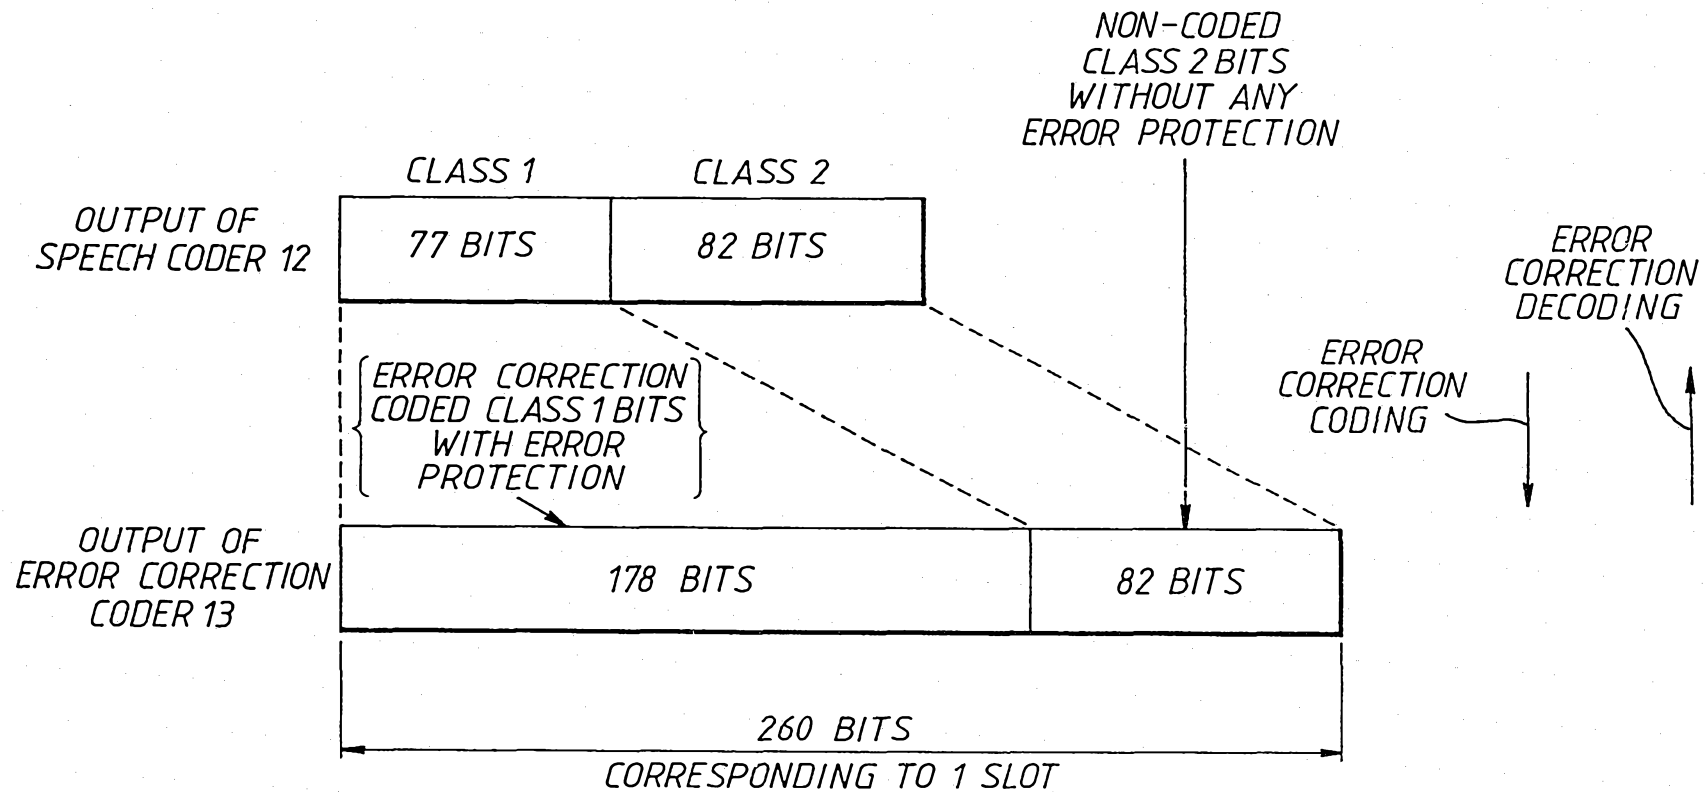 NON-CODED
CLASS 2 BITS
WITHOUT ANY
ERROR PROTECTION
CLASS 1
CLASS 2
OUTPUT OF
SPEECH CODER 12
77 BITS
82 BITS
ERROR
CORRECTION
DECODING
ERROR
CORRECTION
CODING
ERROR CORRECTION
CODED CLASS 1 BITS
WITH ERROR
PROTECTION
OUTPUT OF
ERROR CORRECTION
CODER 13
178 BITS
82 BITS
260 BITS
CORRESPONDING TO 1 SLOT